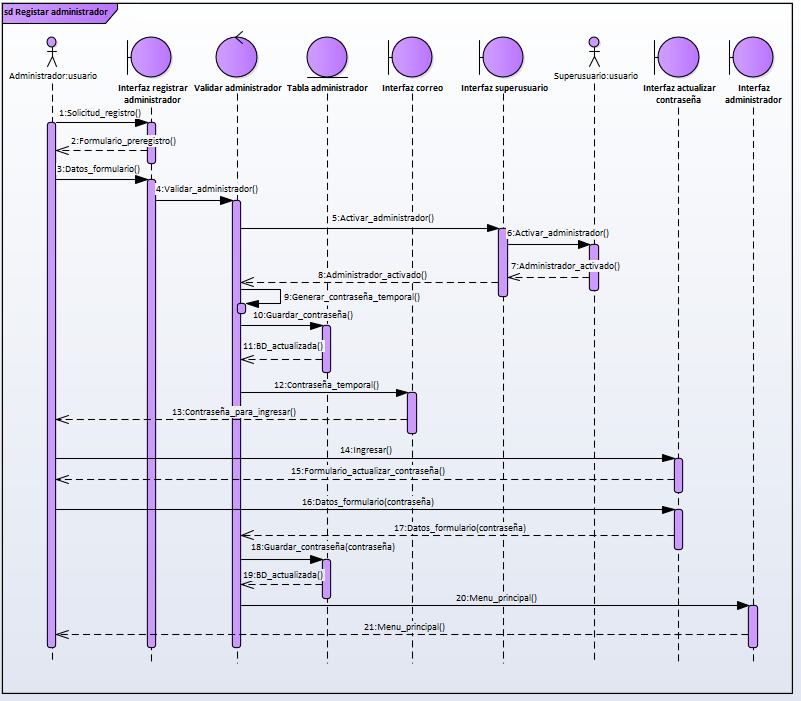 sd Registar administrador
Administrador:usuario
Interfaz registrar
administrador
Validar administrador
Tabla administrador
Interfaz correo
Interfaz superusuario
Superusuario:usuario
Interfaz actualizar
contraseña
Interfaz
administrador
1:Solicitud_registro()
2:Formulario_preregistro()
3:Datos_formulario()
4:Validar_administrador()
5:Activar_administrador()
6:Activar_administrador()
7:Administrador_activado()
8:Administrador_activado()
9:Generar_contraseña_temporal()
10:Guardar_contraseña()
11:BD_actualizada()
12:Contraseña_temporal()
13:Contraseña_para_ingresar()
14:Ingresar()
15:Formulario_actualizar_contraseña()
16:Datos_formulario(contraseña)
17:Datos_formulario(contraseña)
18:Guardar_contraseña(contraseña)
19:BD_actualizada()
20:Menu_principal()
21:Menu_principal()